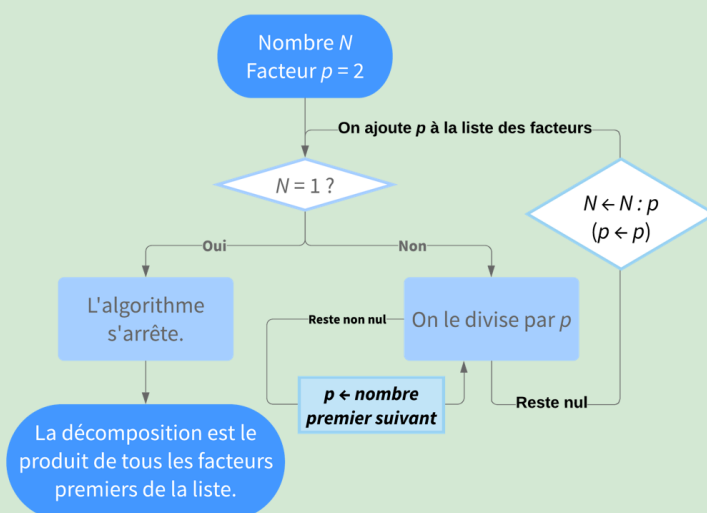 Nombre N
Facteur p = 2
On ajoute p à la liste des facteurs
N = 1 ?
N ← N : p
(p ← p)
Oui
Non
L'algorithme
s'arrête.
Reste non nul
On le divise par p
p ← nombre
premier suivant
Reste nul
La décomposition est le
produit de tous les facteurs
premiers de la liste.